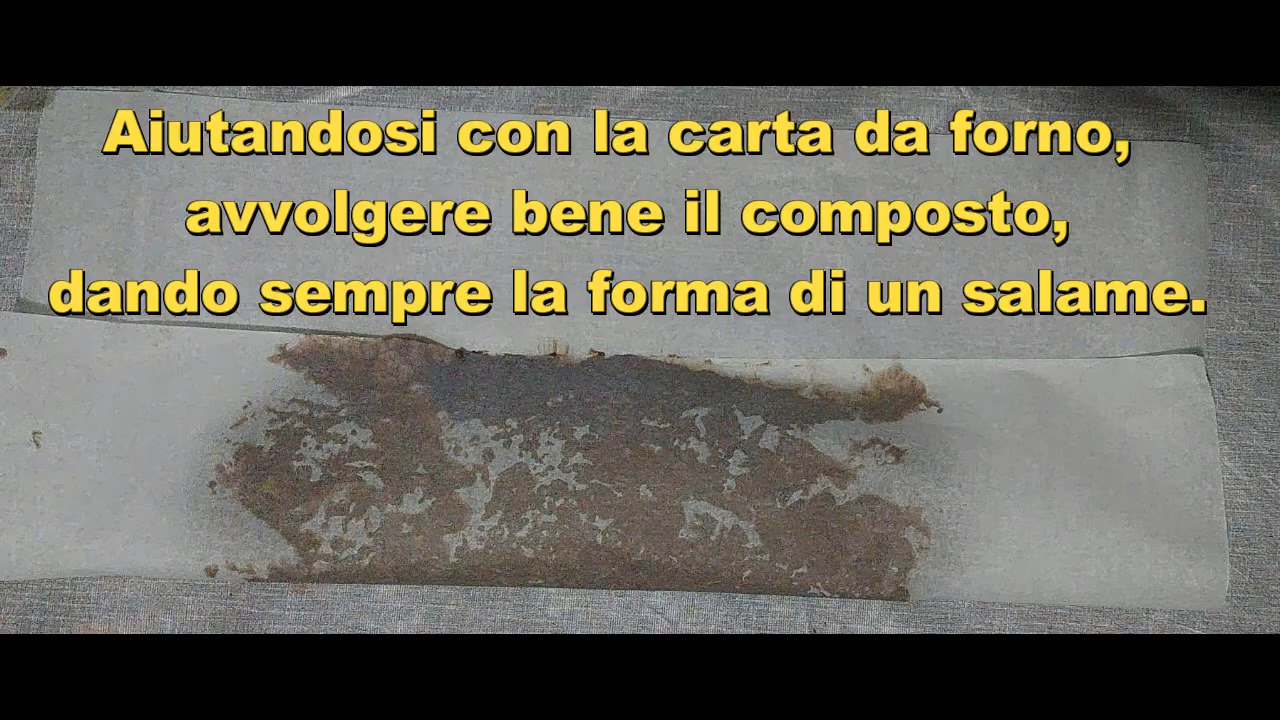 Aiutandosi con la carta da forno,
avvolgere bene il composto,
dando sempre la forma di un salame.